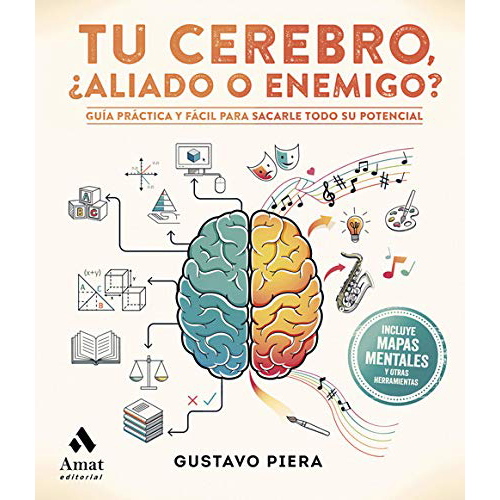 TU CEREBRO,
¿ALIADO O ENEMIGO?
GUÍA PRÁCTICA Y FÁCIL PARA SACARLE TODO SU POTENCIAL
A
B
C
(x+y)
INCLUYE
MAPAS
MENTALES
Y OTRAS
HERRAMIENTAS
GUSTAVO PIERA
Amat
editorial